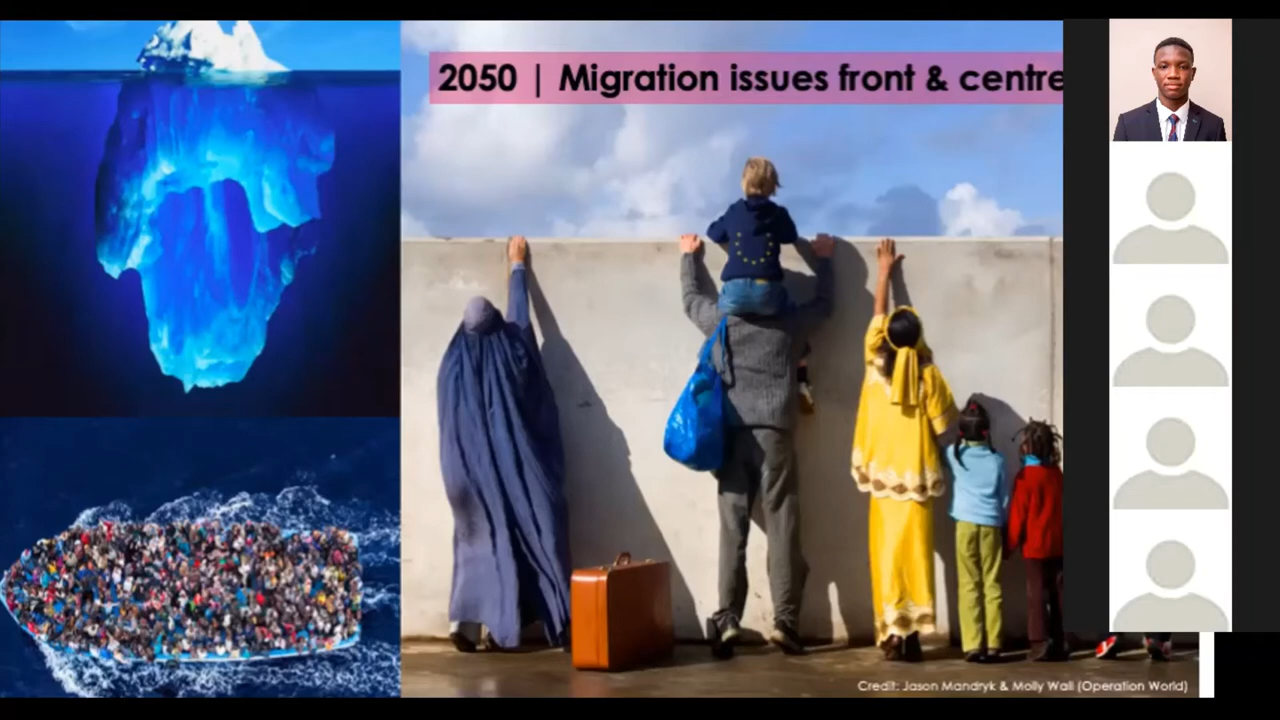 2050 | Migration issues front & centre
Credit: Jason Mandryk & Molly Wall (Operation World)